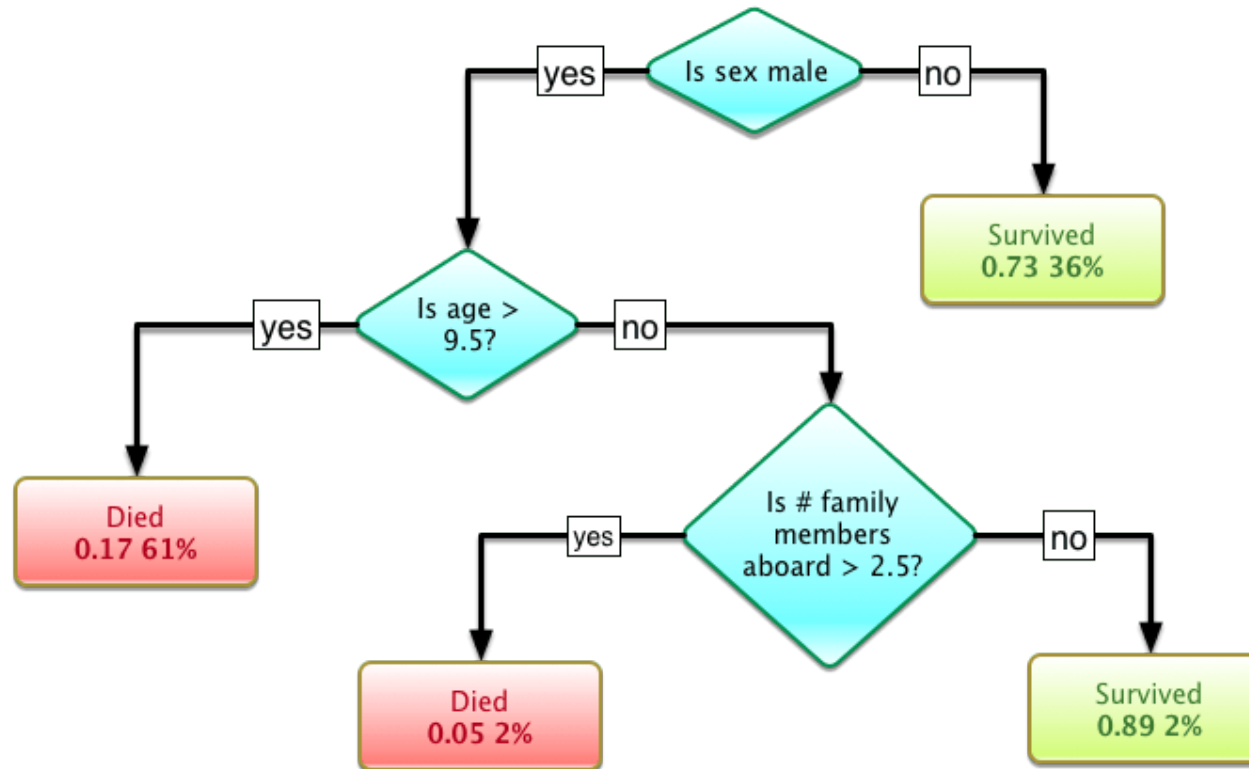 yes
Is sex male
no
Survived
0.73 36%
yes
Is age >
9.5?
no
Died
0.17 61%
yes
Is # family
members
aboard > 2.5?
no
Died
0.05 2%
Survived
0.89 2%